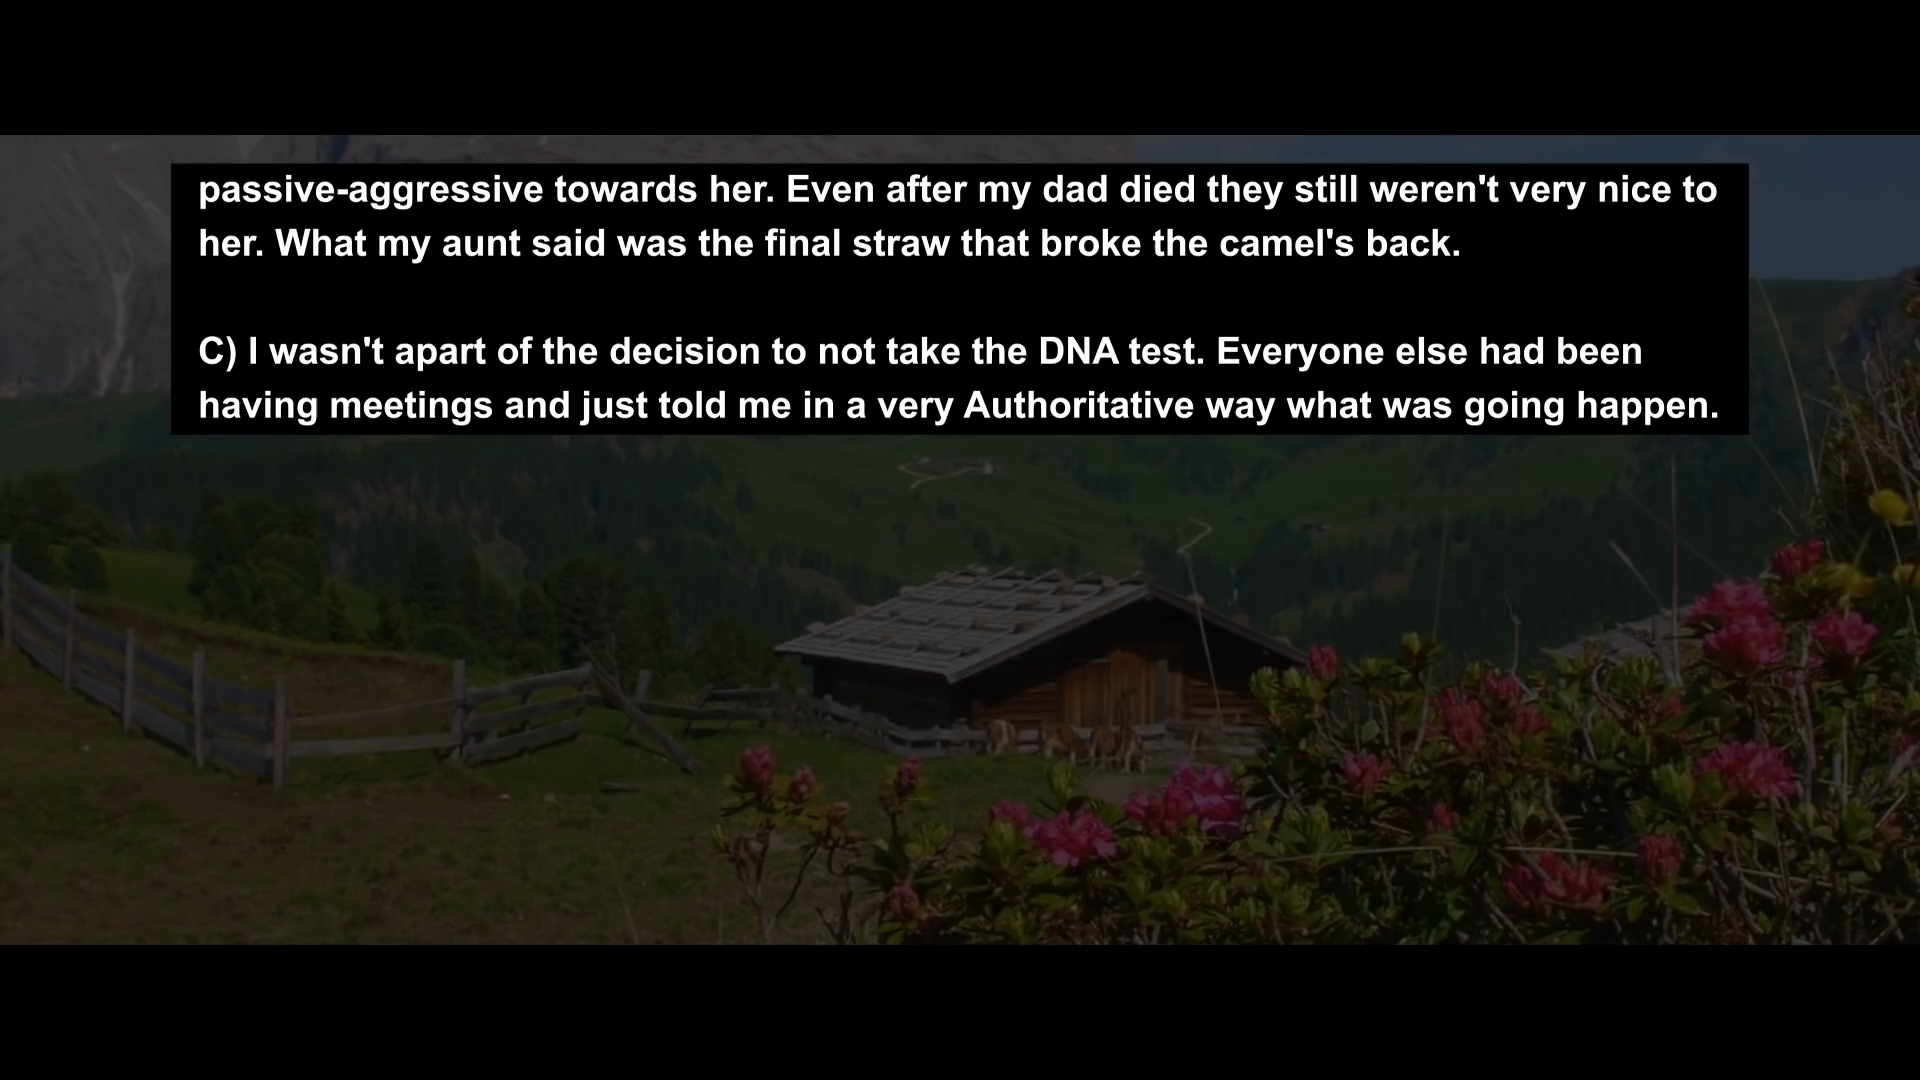 passive-aggressive towards her. Even after my dad died they still weren't very nice to
her. What my aunt said was the final straw that broke the camel's back.
C) I wasn't apart of the decision to not take the DNA test. Everyone else had been
having meetings and just told me in a very Authoritative way what was going happen.